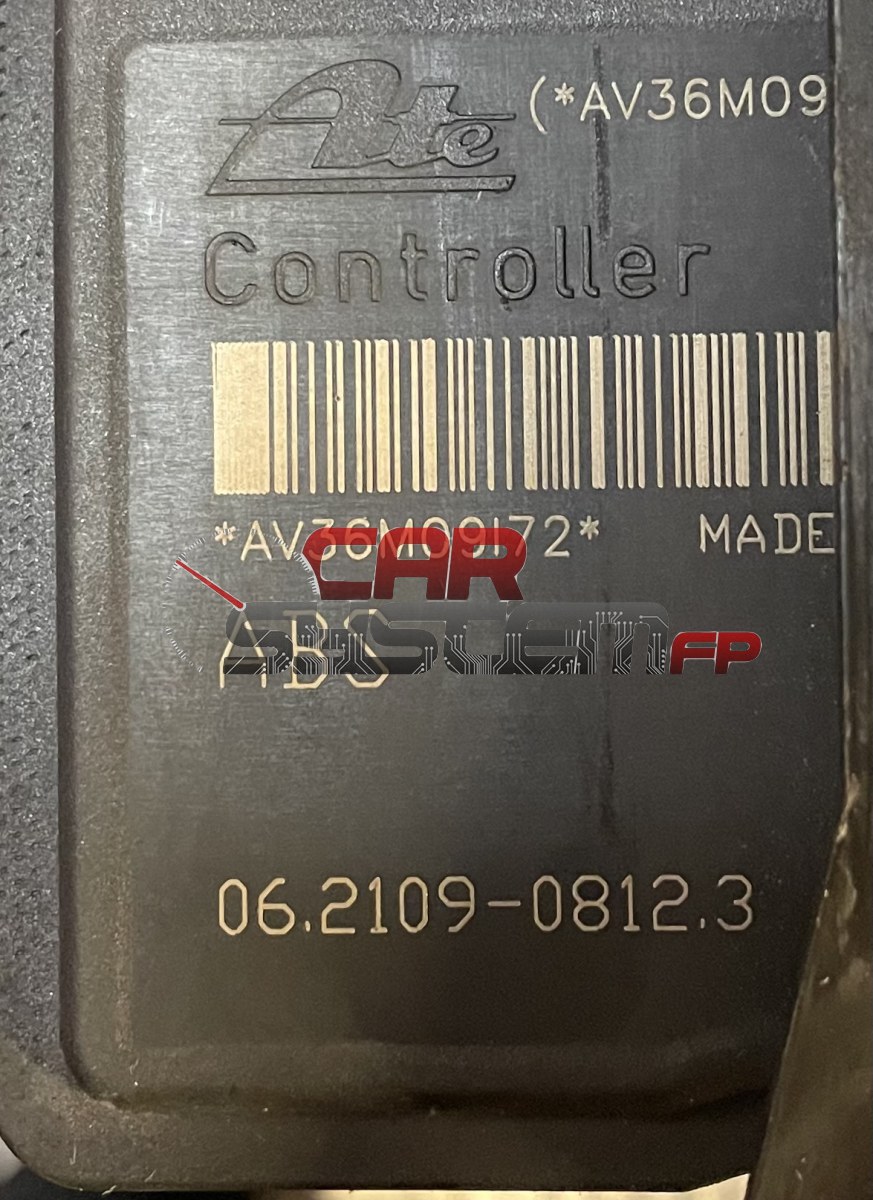 Ate (*AV36M09
Controller
*AV36M09172* MADE
CAR
ABS
SYSTEM FP
06.2109-0812.3